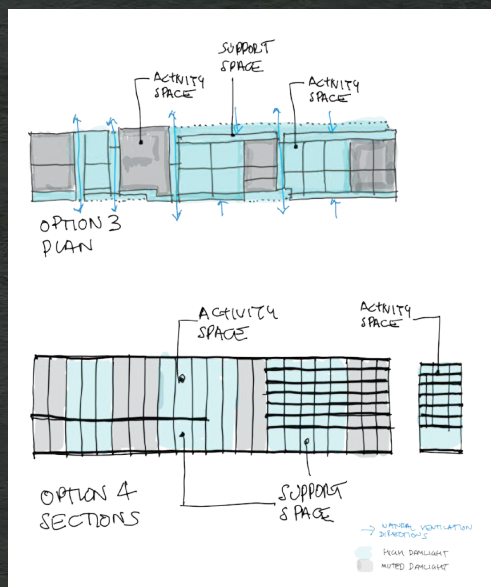 SUPPORT
SPACE
ACTIVITY
SPACE
ACTIVITY
SPACE
OPTION 3
PLAN
ACTIVITY
SPACE
ACTIVITY
SPACE
OPTION 4
SECTIONS
SUPPORT
SPACE
NATURAL VENTILATION
DIRECTIONS
HIGH DAYLIGHT
MUTED DAYLIGHT